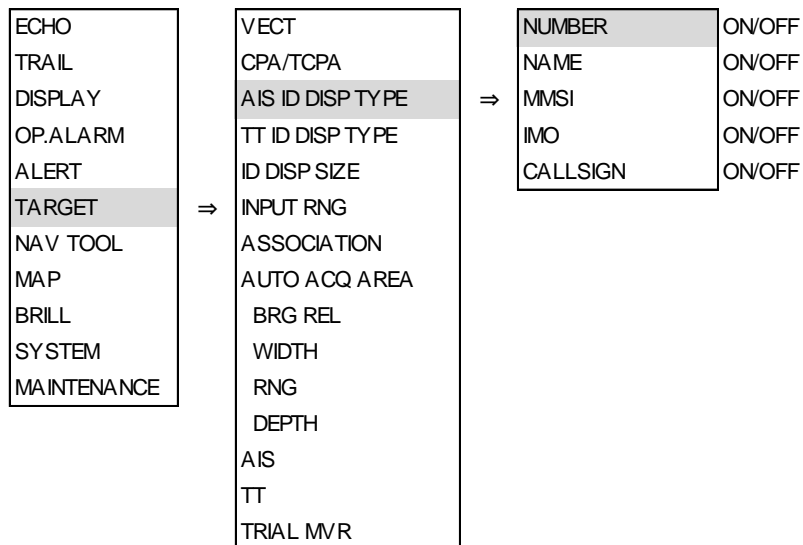 ECHO
TRAIL
DISPLAY
OP.ALARM
ALERT
TARGET
NAV TOOL
MAP
BRILL
SYSTEM
MAINTENANCE
⇒
VECT
CPA/TCPA
AIS ID DISP TYPE
TT ID DISP TYPE
ID DISP SIZE
INPUT RNG
ASSOCIATION
AUTO ACQ AREA
BRG REL
WIDTH
RNG
DEPTH
AIS
TT
TRIAL MVR
⇒
NUMBER ON/OFF
NAME ON/OFF
MMSI ON/OFF
IMO ON/OFF
CALLSIGN ON/OFF